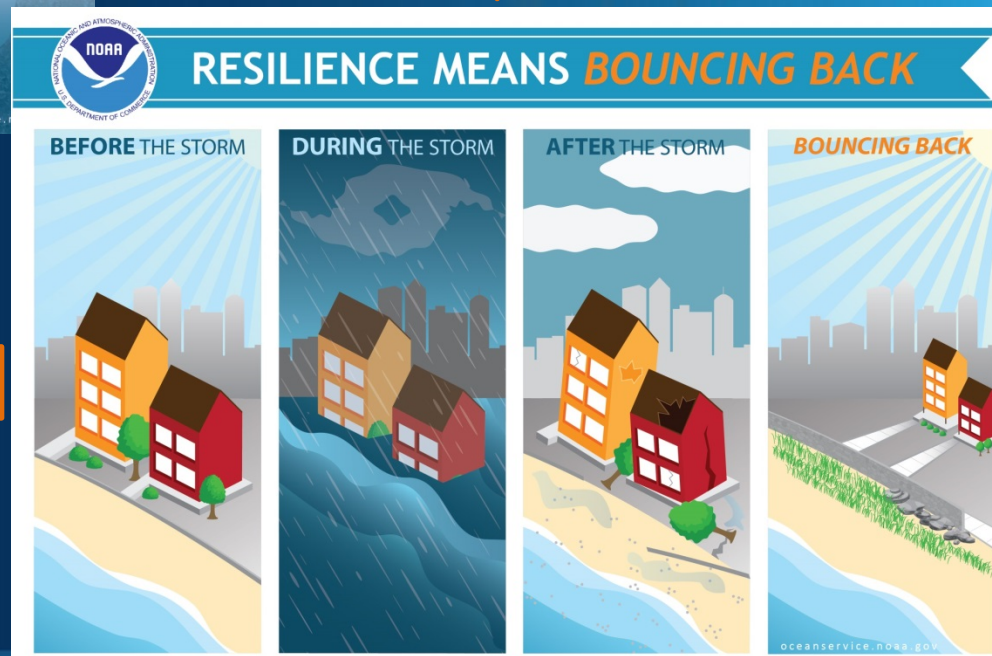 NATIONAL OCEANIC AND ATMOSPHERIC ADMINISTRATION
NOAA
U.S. DEPARTMENT OF COMMERCE
RESILIENCE MEANS BOUNCING BACK
BEFORE THE STORM
DURING THE STORM
AFTER THE STORM
BOUNCING BACK
oceanservice.noaa.gov